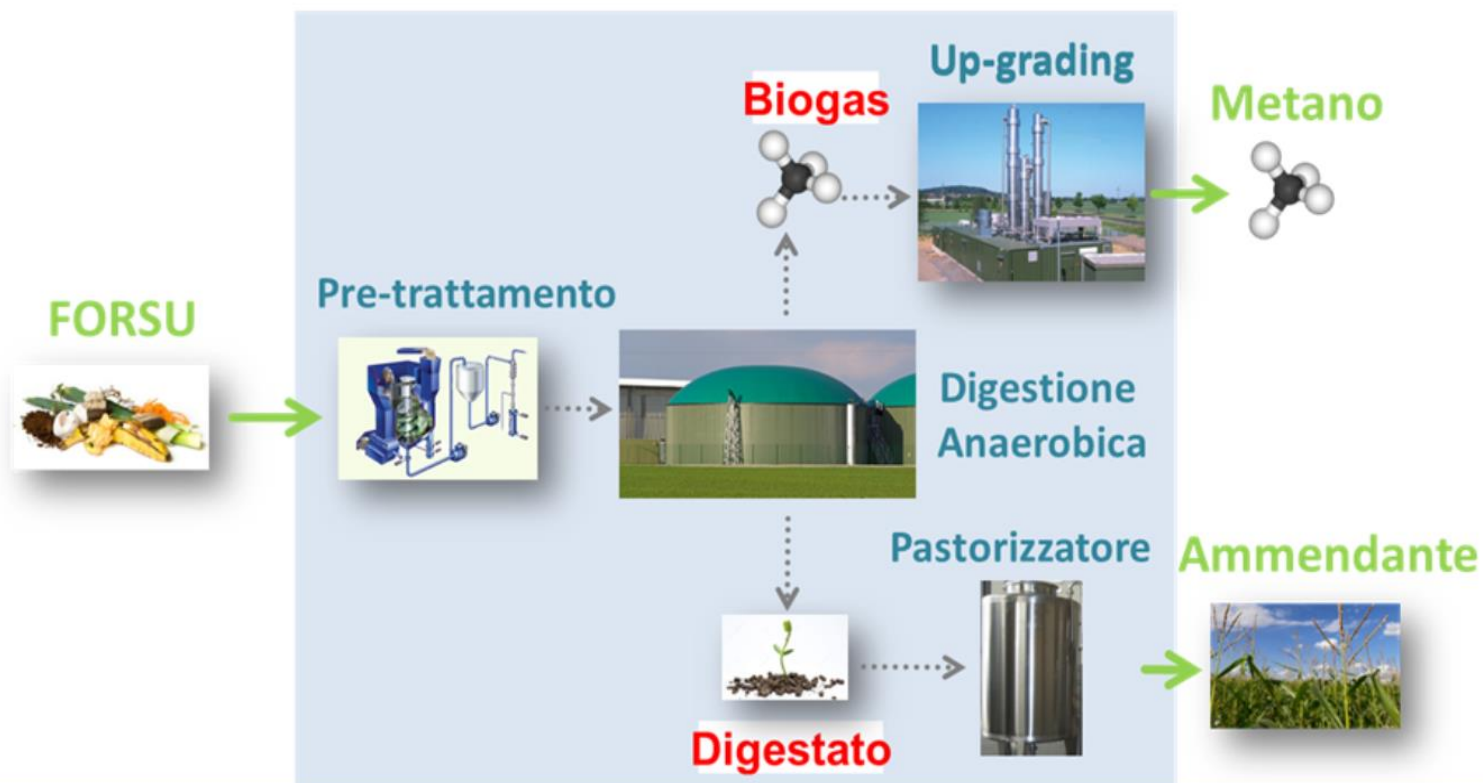 Up-grading
Biogas
Metano
Pre-trattamento
FORSU
Digestione
Anaerobica
Pastorizzatore
Ammendante
Digestato